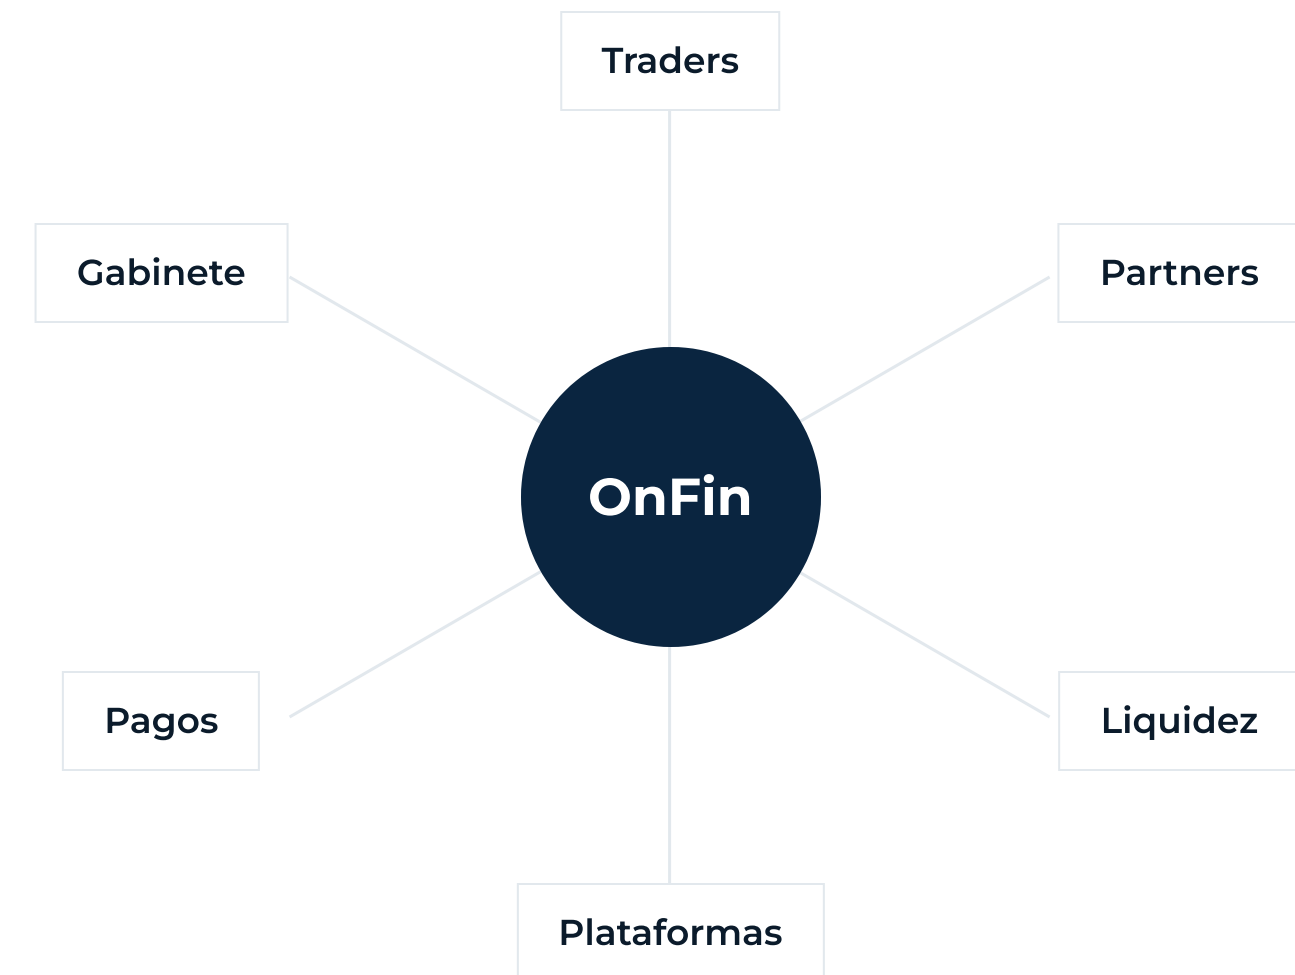 Traders
Gabinete
Partners
OnFin
Pagos
Liquidez
Plataformas